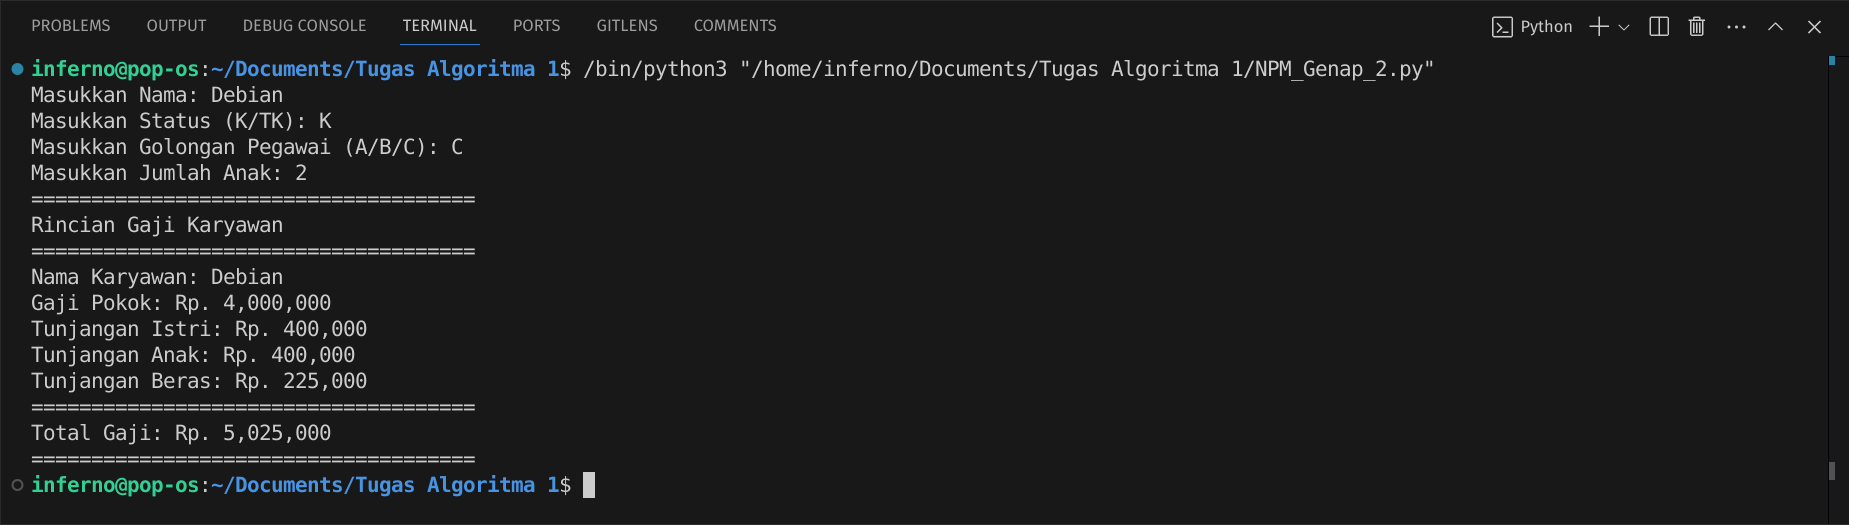 PROBLEMS OUTPUT DEBUG CONSOLE TERMINAL PORTS GITLENS COMMENTS Python
inferno@pop-os:~/Documents/Tugas Algoritma 1$ /bin/python3 "/home/inferno/Documents/Tugas Algoritma 1/NPM_Genap_2.py"
Masukkan Nama: Debian
Masukkan Status (K/TK): K
Masukkan Golongan Pegawai (A/B/C): C
Masukkan Jumlah Anak: 2
=====================================
Rincian Gaji Karyawan
=====================================
Nama Karyawan: Debian
Gaji Pokok: Rp. 4,000,000
Tunjangan Istri: Rp. 400,000
Tunjangan Anak: Rp. 400,000
Tunjangan Beras: Rp. 225,000
=====================================
Total Gaji: Rp. 5,025,000
=====================================
inferno@pop-os:~/Documents/Tugas Algoritma 1$